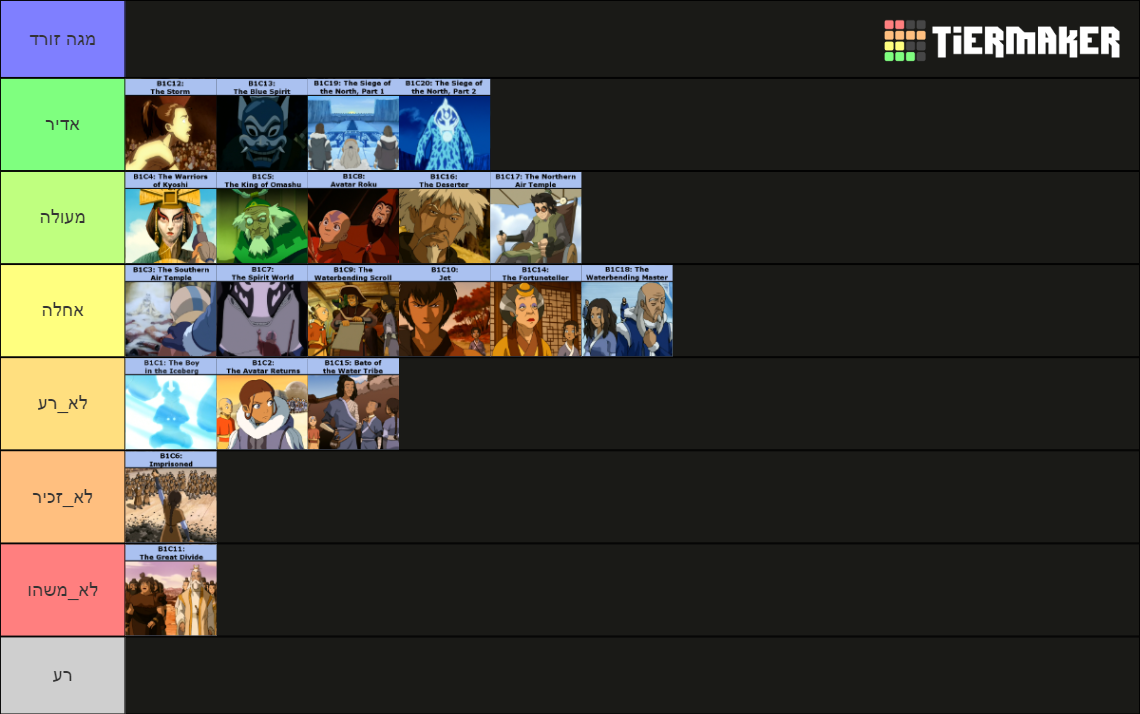 מגה זורד
TIERMAKER
אדיר
B1C12:
The Storm
B1C13:
The Blue Spirit
B1C19: The Siege of
the North, Part 1
B1C20: The Siege of
the North, Part 2
מעולה
B1C4: The Warriors
of Kyoshi
B1C5:
The King of Omashu
B1C8:
Avatar Roku
B1C16:
The Deserter
B1C17: The Northern
Air Temple
אחלה
B1C3: The Southern
Air Temple
B1C7:
The Spirit World
B1C9: The
Waterbending Scroll
B1C10:
Jet
B1C14:
The Fortuneteller
B1C18: The
Waterbending Master
לא_רע
B1C1: The Boy
in the Iceberg
B1C2:
The Avatar Returns
B1C15: Bato of
the Water Tribe
לא_זכיר
B1C6:
Imprisoned
לא_משהו
B1C11:
The Great Divide
רע